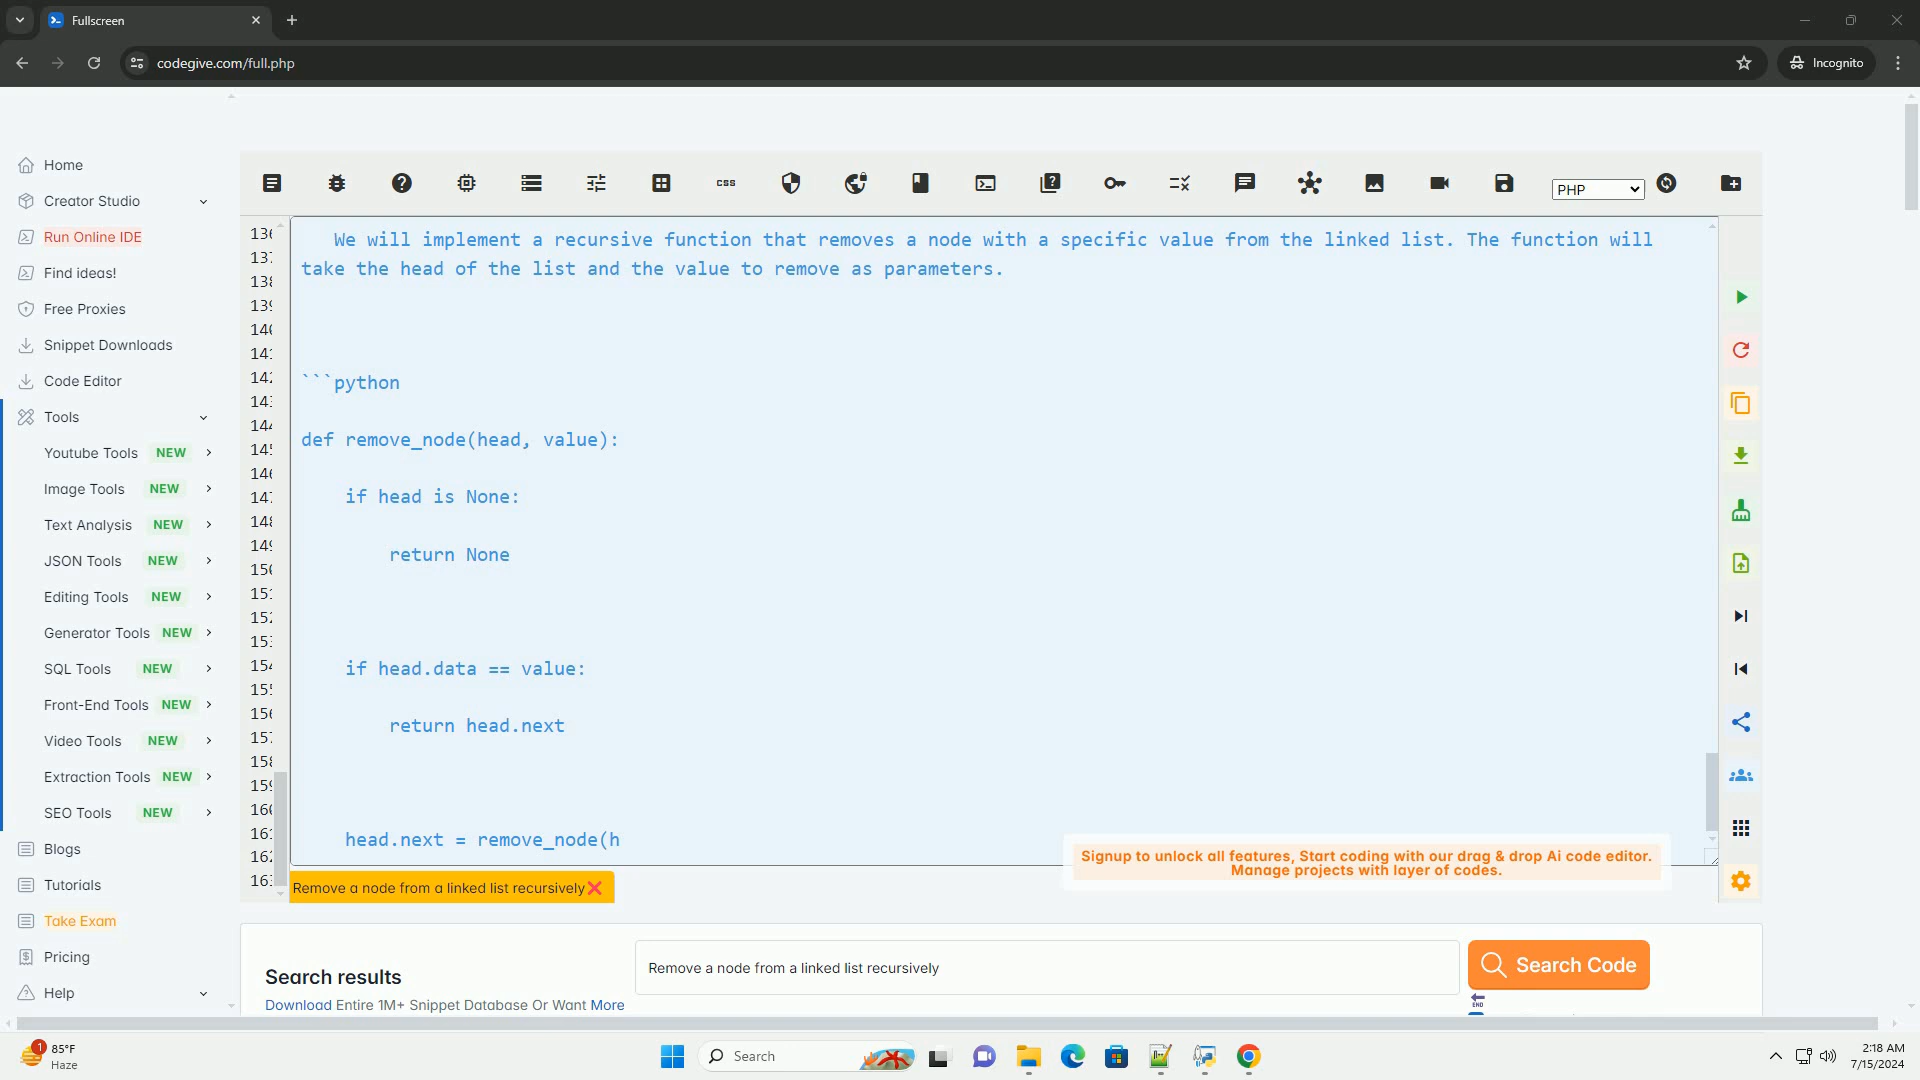 Fullscreen
codegive.com/full.php
Incognito
Home
Creator Studio
Run Online IDE
Find ideas!
Free Proxies
Snippet Downloads
Code Editor
Tools
Youtube Tools NEW
Image Tools NEW
Text Analysis NEW
JSON Tools NEW
Editing Tools NEW
Generator Tools NEW
SQL Tools NEW
Front-End Tools NEW
Video Tools NEW
Extraction Tools NEW
SEO Tools NEW
Blogs
Tutorials
Take Exam
Pricing
Help
css
PHP
We will implement a recursive function that removes a node with a specific value from the linked list. The function will
take the head of the list and the value to remove as parameters.
```python
def remove_node(head, value):
if head is None:
return None
if head.data == value:
return head.next
head.next = remove_node(h
Signup to unlock all features, Start coding with our drag & drop Ai code editor.
Manage projects with layer of codes.
Remove a node from a linked list recursively
Search results
Download Entire 1M+ Snippet Database Or Want More
Remove a node from a linked list recursively
Search Code
END
1
85°F
Haze
Search
2:18 AM
7/15/2024